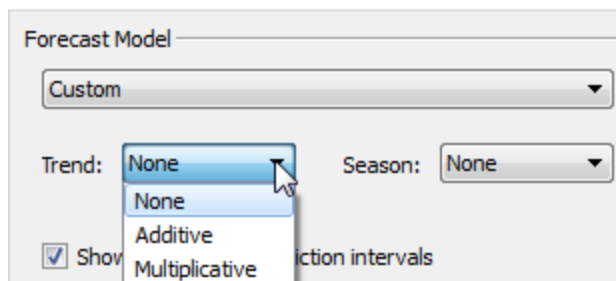 Forecast Model
Custom
Trend: None Season: None
None
Additive
Show iction intervals
Multiplicative